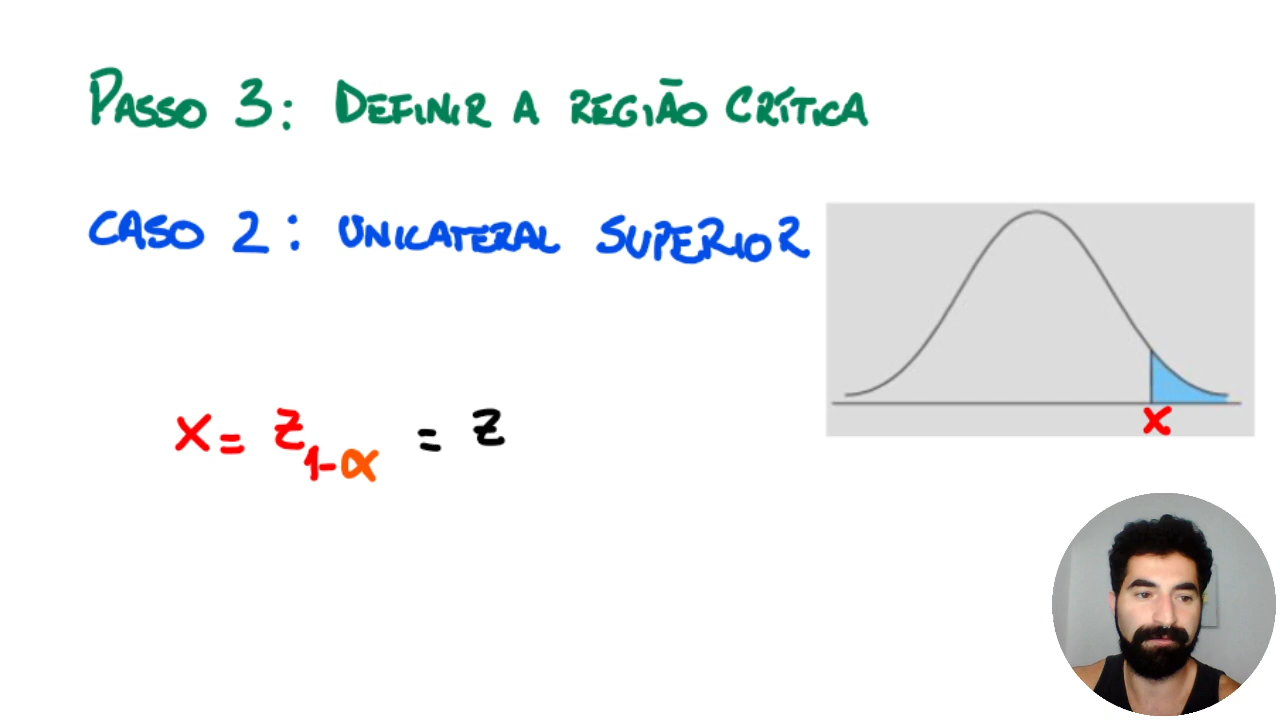 PASSO 3: DEFINIR A REGIÃO CRÍTICA
CASO 2: UNICATERAL SUPERIOR
X
X = Z1-α = Z